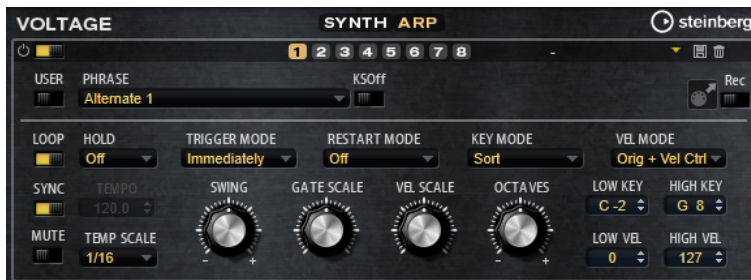 VOLTAGE SYNTH ARP steinberg
1 2 3 4 5 6 7 8 -
USER PHRASE KSOff Rec
Alternate 1
LOOP HOLD TRIGGER MODE RESTART MODE KEY MODE VEL MODE
Off Immediately Off Sort Orig + Vel Ctrl
SYNC TEMPO SWING GATE SCALE VEL SCALE OCTAVES LOW KEY HIGH KEY
120.0 C -2 G 8
MUTE TEMP SCALE LOW VEL HIGH VEL
1/16 - + - + 0 127